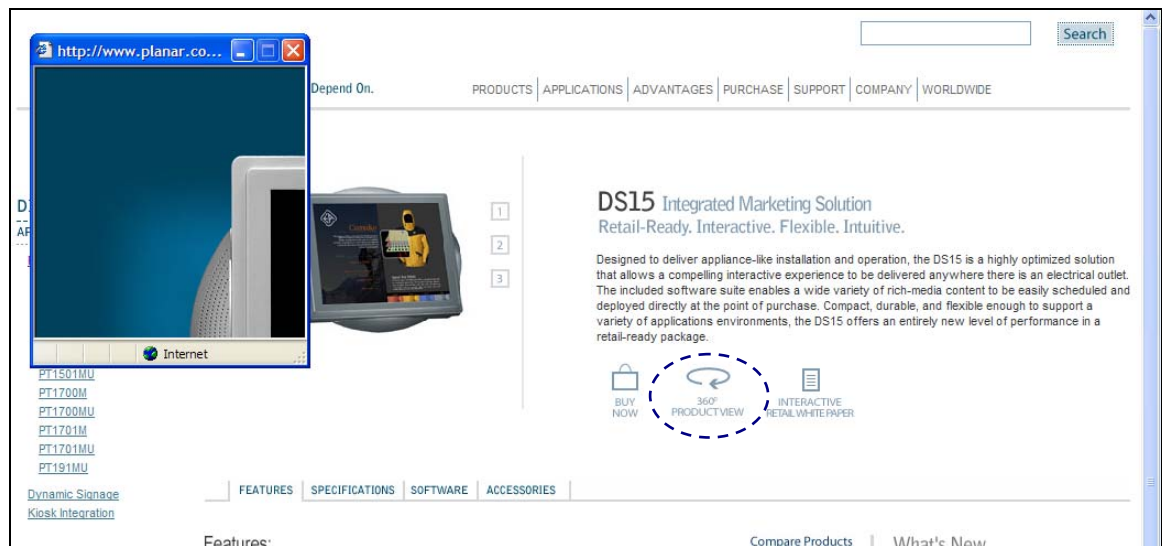 http://www.planar.co...
Search
Depend On.
PRODUCTS APPLICATIONS ADVANTAGES PURCHASE SUPPORT COMPANY WORLDWIDE
Internet
PT1501MU
PT1700M
PT1700MU
PT1701M
PT1701MU
PT191MU
Dynamic Signage
Kiosk Integration
1
2
3
DS15 Integrated Marketing Solution
Retail-Ready. Interactive. Flexible. Intuitive.
Designed to deliver appliance-like installation and operation, the DS15 is a highly optimized solution
that allows a compelling interactive experience to be delivered anywhere there is an electrical outlet.
The included software suite enables a wide variety of rich-media content to be easily scheduled and
deployed directly at the point of purchase. Compact, durable, and flexible enough to support a
variety of applications environments, the DS15 offers an entirely new level of performance in a
retail-ready package.
BUY
NOW
360°
PRODUCT VIEW
INTERACTIVE
RETAIL WHITE PAPER
FEATURES SPECIFICATIONS SOFTWARE ACCESSORIES
Features:
Compare Products
What's New